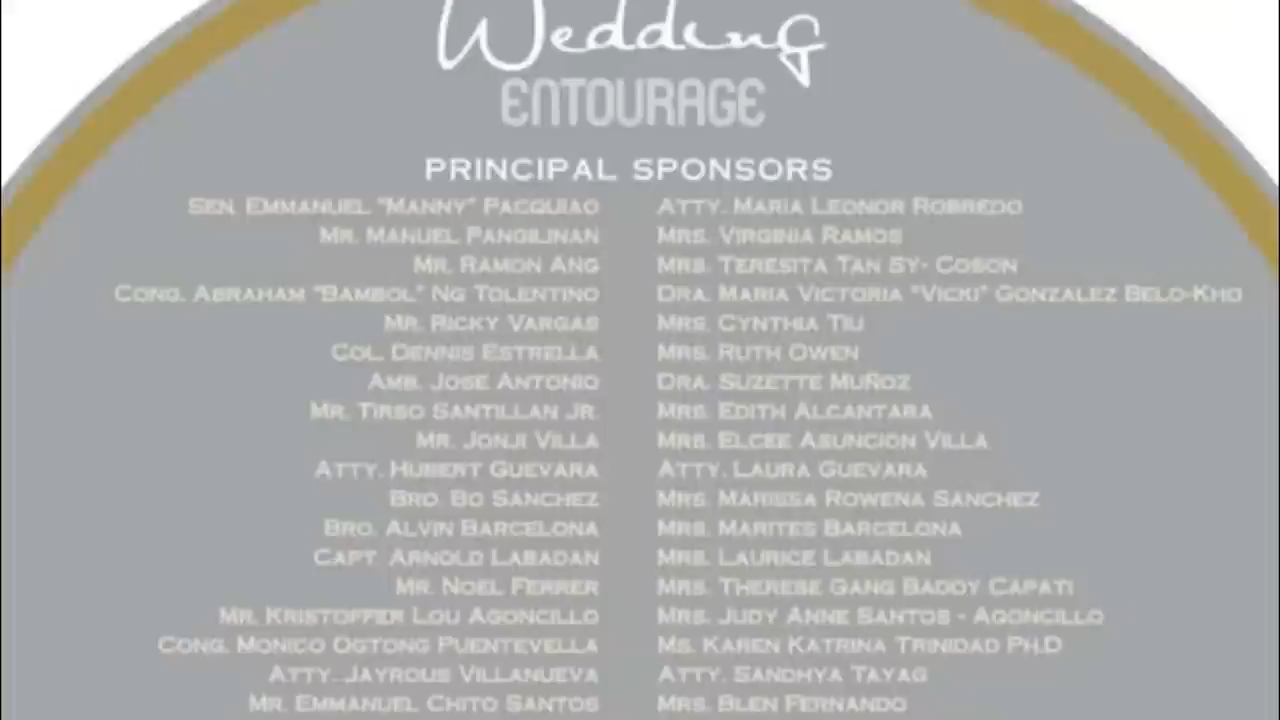 Wedding
ENTOURAGE
PRINCIPAL SPONSORS
SEN. EMMANUEL "MANNY" PACQUIAO ATTY. MARIA LEONOR ROBREDO
MR. MANUEL PANGILINAN MRS. VIRGINIA RAMOS
MR. RAMON ANG MRS. TERESITA TAN SY- COSON
CONG. ABRAHAM "BAMBOL" NG TOLENTINO DRA. MARIA VICTORIA "VICKI" GONZALEZ BELO-KHO
MR. RICKY VARGAS MRS. CYNTHIA TIU
COL. DENNIS ESTRELLA MRS. RUTH OWEN
AMB. JOSE ANTONIO DRA. SUZETTE MUÑOZ
MR. TIRSO SANTILLAN JR. MRS. EDITH ALCANTARA
MR. JONJI VILLA MRS. ELCEE ASUNCION VILLA
ATTY. HUBERT GUEVARA ATTY. LAURA GUEVARA
BRO. BO SANCHEZ MRS. MARISSA ROWENA SANCHEZ
BRO. ALVIN BARCELONA MRS. MARITES BARCELONA
CAPT. ARNOLD LABADAN MRS. LAURICE LABADAN
MR. NOEL FERRER MRS. THERESE GANG BADOY CAPATI
MR. KRISTOFFER LOU AGONCILLO MRS. JUDY ANNE SANTOS - AGONCILLO
CONG. MONICO OGTONG PUENTEVELLA MS. KAREN KATRINA TRINIDAD PH.D
ATTY. JAYROUS VILLANUEVA ATTY. SANDHYA TAYAG
MR. EMMANUEL CHITO SANTOS MRS. BLEN FERNANDO